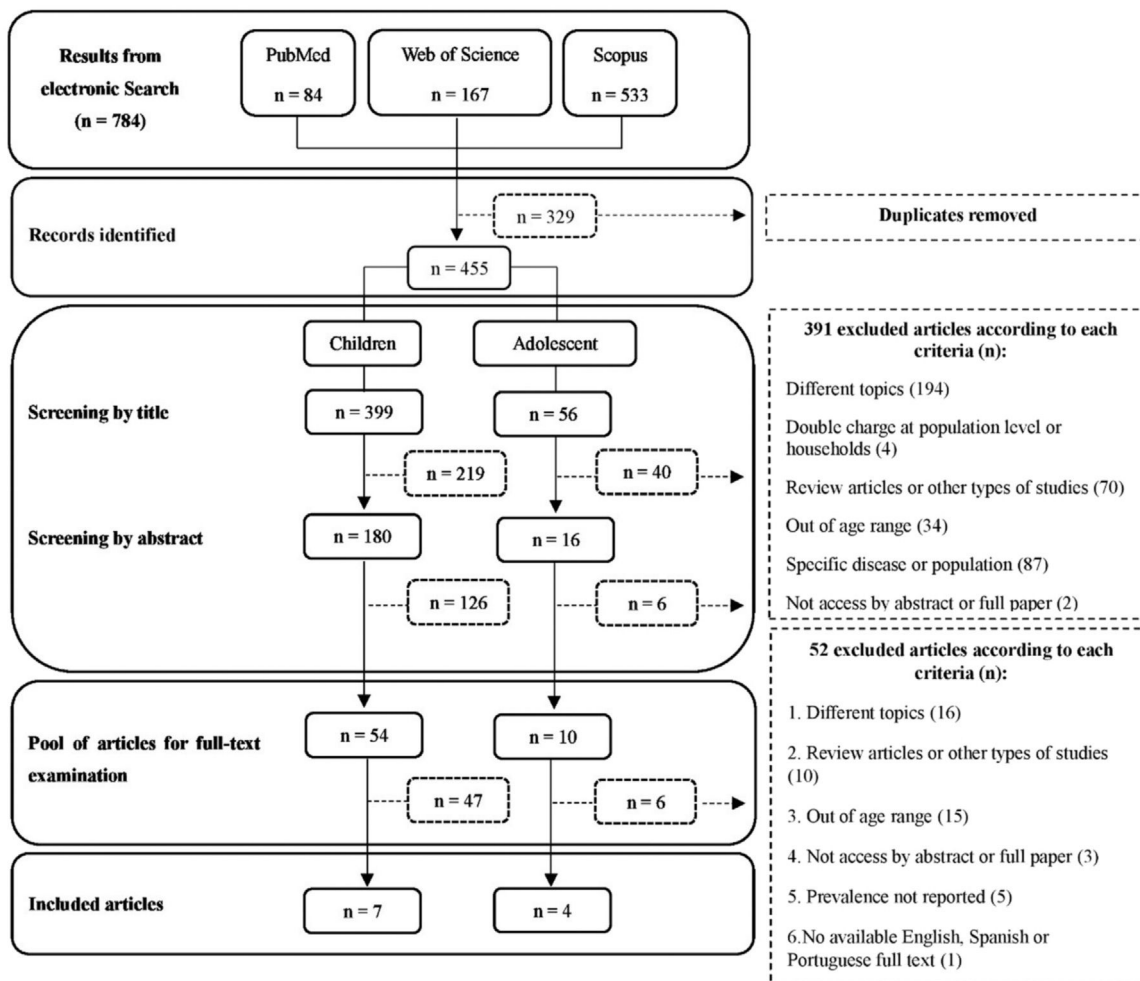 Results from
electronic Search
(n = 784)
PubMed
n = 84
Web of Science
n = 167
Scopus
n = 533
Records identified
n = 329
Duplicates removed
n = 455
Children
Adolescent
Screening by title
n = 399
n = 56
n = 219
n = 40
Screening by abstract
n = 180
n = 16
n = 126
n = 6
391 excluded articles according to each
criteria (n):
Different topics (194)
Double charge at population level or
households (4)
Review articles or other types of studies (70)
Out of age range (34)
Specific disease or population (87)
Not access by abstract or full paper (2)
Pool of articles for full-text
examination
n = 54
n = 10
n = 47
n = 6
52 excluded articles according to each
criteria (n):
1. Different topics (16)
2. Review articles or other types of studies
(10)
3. Out of age range (15)
4. Not access by abstract or full paper (3)
5. Prevalence not reported (5)
6.No available English, Spanish or
Portuguese full text (1)
Included articles
n = 7
n = 4